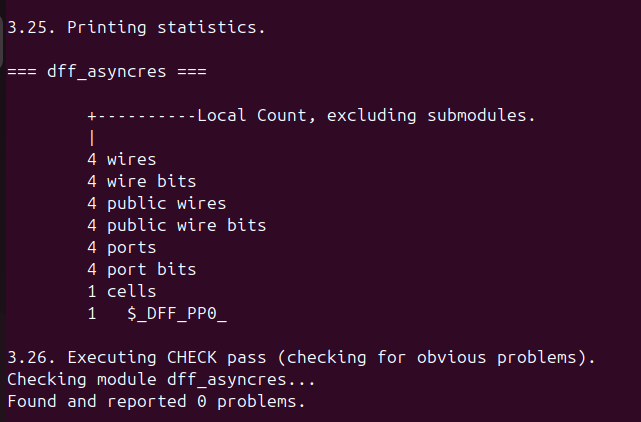 3.25. Printing statistics.
=== dff_asyncres ===
+----------Local Count, excluding submodules.
|
4 wires
4 wire bits
4 public wires
4 public wire bits
4 ports
4 port bits
1 cells
1   $_DFF_PP0_
3.26. Executing CHECK pass (checking for obvious problems).
Checking module dff_asyncres...
Found and reported 0 problems.